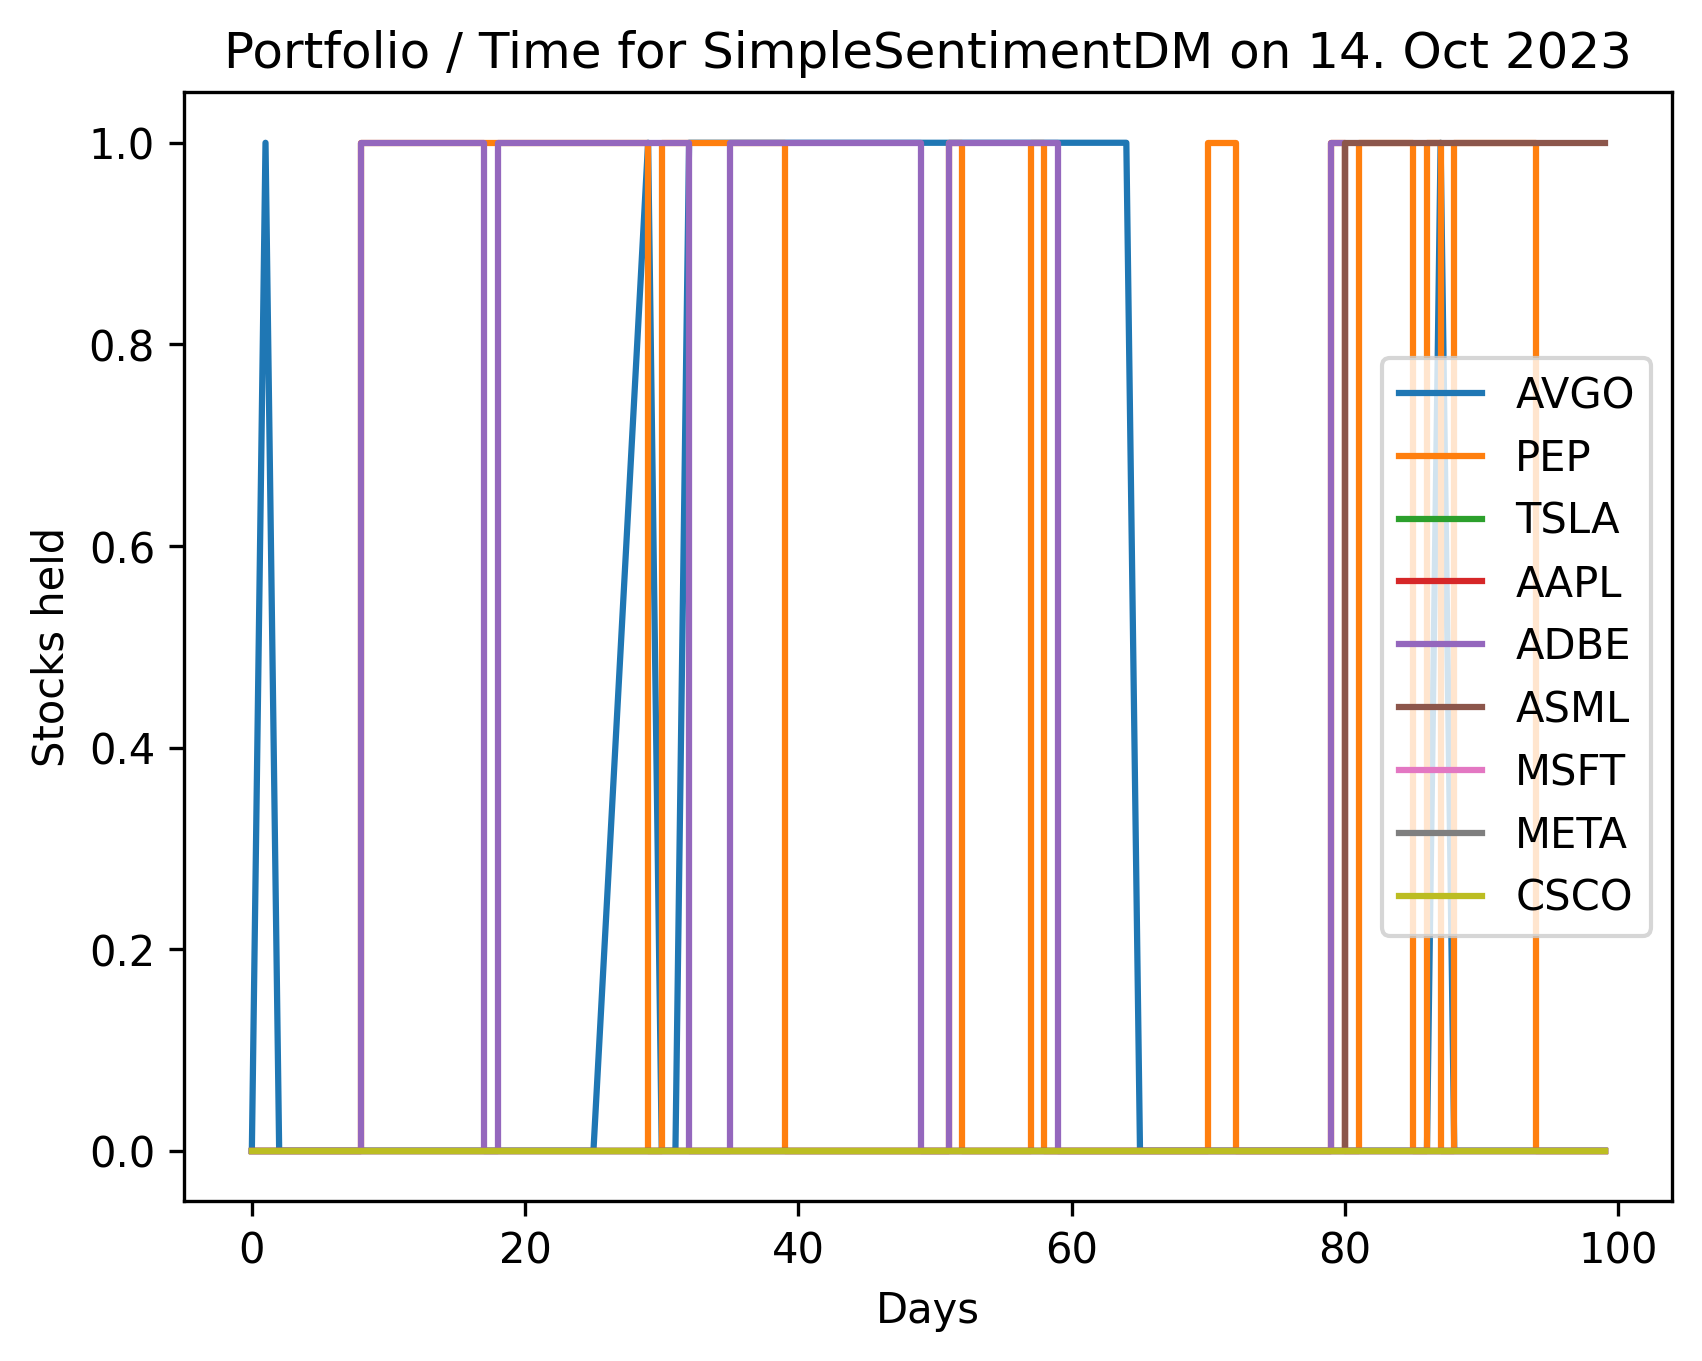 Portfolio / Time for SimpleSentimentDM on 14. Oct 2023
Stocks held
1.0
0.8
0.6
0.4
0.2
0.0
AVGO
PEP
TSLA
AAPL
ADBE
ASML
MSFT
META
CSCO
0 20 40 60 80 100
Days